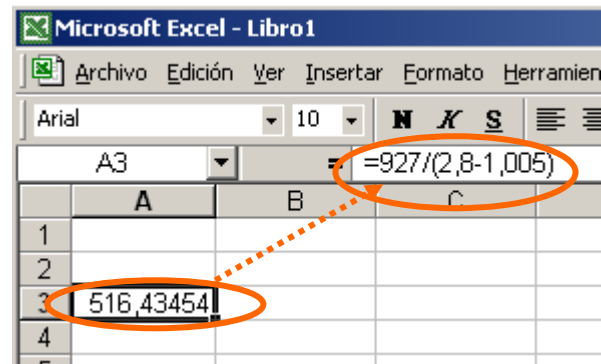 Microsoft Excel - Libro1
Archivo Edición Ver Insertar Formato
Arial 10 N K S
A3 = =927/(2,8-1,005)
A B C
1
2
3 516,43454
4